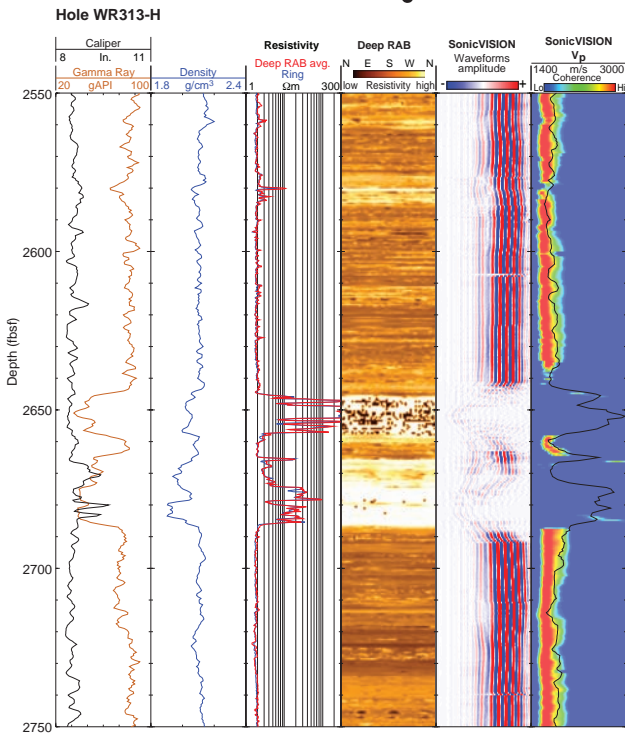 Hole WR313-H
Caliper
8 In. 11
Gamma Ray
20 gAPI 100
Density
1.8 g/cm³ 2.4
Resistivity
Deep RAB avg.
Ring
1 Ωm 300
Deep RAB
N E S W N
low Resistivity high
SonicVISION
Waveforms
amplitude
- +
SonicVISION
Vp
1400 m/s 3000
Coherence
Lo Hi
Depth (fbsf)
2550
2600
2650
2700
2750